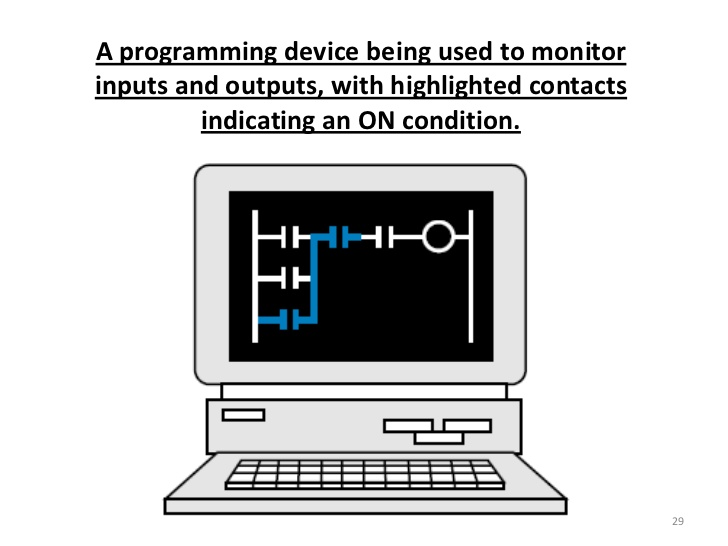 A programming device being used to monitor
inputs and outputs, with highlighted contacts
indicating an ON condition.
29